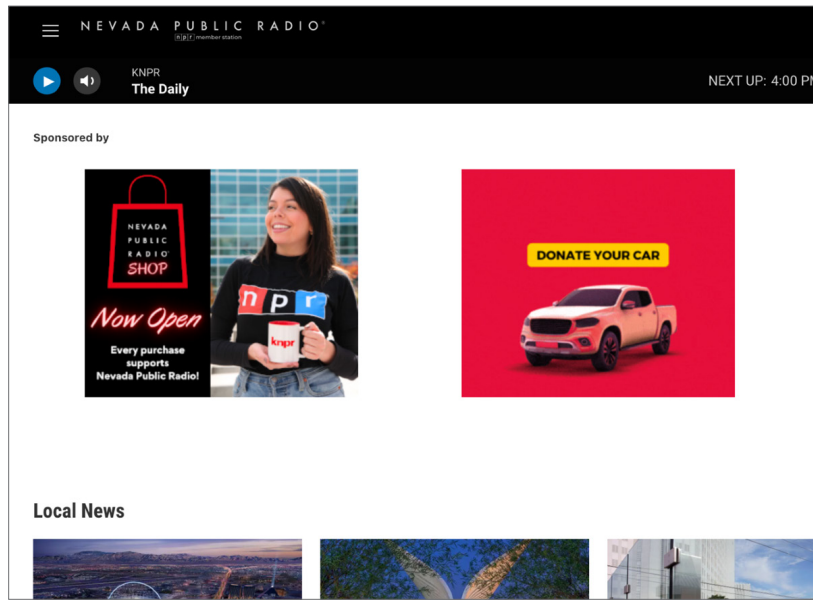 NEVADA PUBLIC RADIO
npr member station
KNPR
The Daily
NEXT UP: 4:00 PM
Sponsored by
NEVADA
PUBLIC
RADIO
SHOP
Now Open
Every purchase
supports
Nevada Public Radio!
npr
knpr
DONATE YOUR CAR
Local News